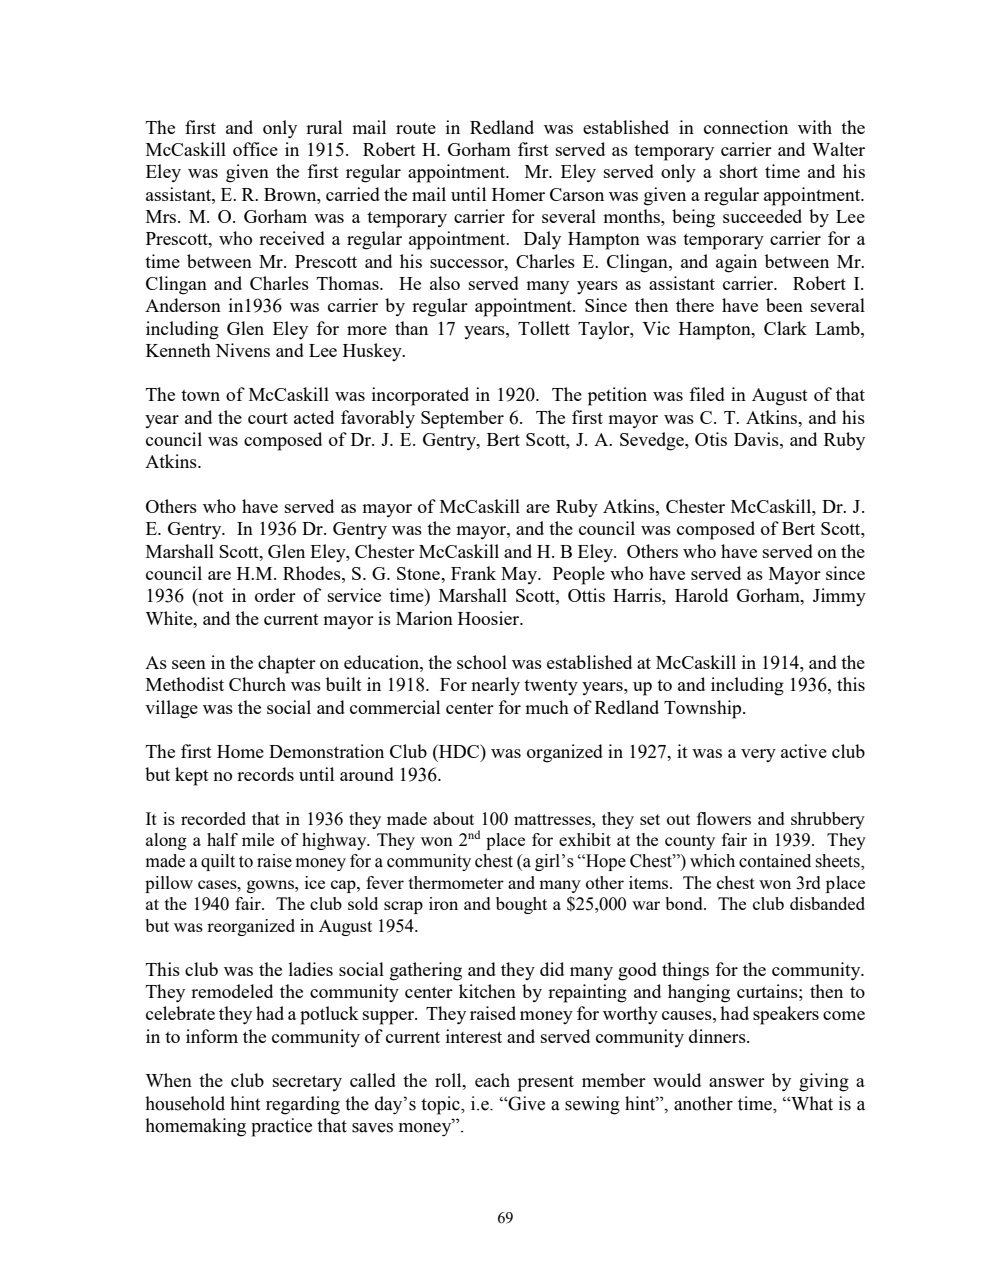 The first and only rural mail route in Redland was established in connection with the
McCaskill office in 1915.  Robert H. Gorham first served as temporary carrier and Walter
Eley was given the first regular appointment.  Mr. Eley served only a short time and his
assistant, E. R. Brown, carried the mail until Homer Carson was given a regular appointment.
Mrs. M. O. Gorham was a temporary carrier for several months, being succeeded by Lee
Prescott, who received a regular appointment.  Daly Hampton was temporary carrier for a
time between Mr. Prescott and his successor, Charles E. Clingan, and again between Mr.
Clingan and Charles Thomas.  He also served many years as assistant carrier.  Robert I.
Anderson in1936 was carrier by regular appointment. Since then there have been several
including Glen Eley for more than 17 years, Tollett Taylor, Vic Hampton, Clark Lamb,
Kenneth Nivens and Lee Huskey.

The town of McCaskill was incorporated in 1920.  The petition was filed in August of that
year and the court acted favorably September 6.  The first mayor was C. T. Atkins, and his
council was composed of Dr. J. E. Gentry, Bert Scott, J. A. Sevedge, Otis Davis, and Ruby
Atkins.

Others who have served as mayor of McCaskill are Ruby Atkins, Chester McCaskill, Dr. J.
E. Gentry.  In 1936 Dr. Gentry was the mayor, and the council was composed of Bert Scott,
Marshall Scott, Glen Eley, Chester McCaskill and H. B Eley.  Others who have served on the
council are H.M. Rhodes, S. G. Stone, Frank May.  People who have served as Mayor since
1936 (not in order of service time) Marshall Scott, Ottis Harris, Harold Gorham, Jimmy
White, and the current mayor is Marion Hoosier.

As seen in the chapter on education, the school was established at McCaskill in 1914, and the
Methodist Church was built in 1918.  For nearly twenty years, up to and including 1936, this
village was the social and commercial center for much of Redland Township.

The first Home Demonstration Club (HDC) was organized in 1927, it was a very active club
but kept no records until around 1936.

It is recorded that in 1936 they made about 100 mattresses, they set out flowers and shrubbery
along a half mile of highway. They won 2nd place for exhibit at the county fair in 1939.  They
made a quilt to raise money for a community chest (a girl’s “Hope Chest”) which contained sheets,
pillow cases, gowns, ice cap, fever thermometer and many other items.  The chest won 3rd place
at the 1940 fair.  The club sold scrap iron and bought a $25,000 war bond.  The club disbanded
but was reorganized in August 1954.

This club was the ladies social gathering and they did many good things for the community.
They remodeled the community center kitchen by repainting and hanging curtains; then to
celebrate they had a potluck supper.  They raised money for worthy causes, had speakers come
in to inform the community of current interest and served community dinners.

When the club secretary called the roll, each present member would answer by giving a
household hint regarding the day’s topic, i.e. “Give a sewing hint”, another time, “What is a
homemaking practice that saves money”.

69